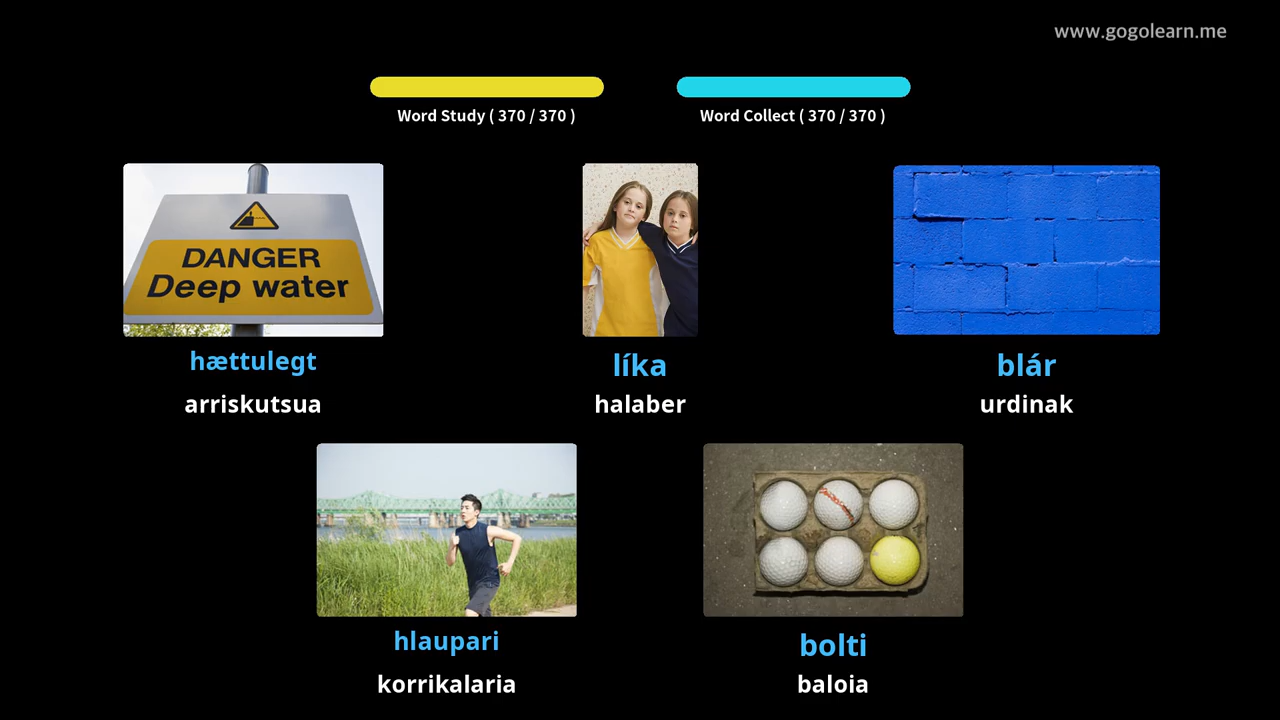 www.gogolearn.me
Word Study ( 370 / 370 )
Word Collect ( 370 / 370 )
DANGER
Deep water
hættulegt
arriskutsua
líka
halaber
blár
urdinak
hlaupari
korrikalaria
bolti
baloia